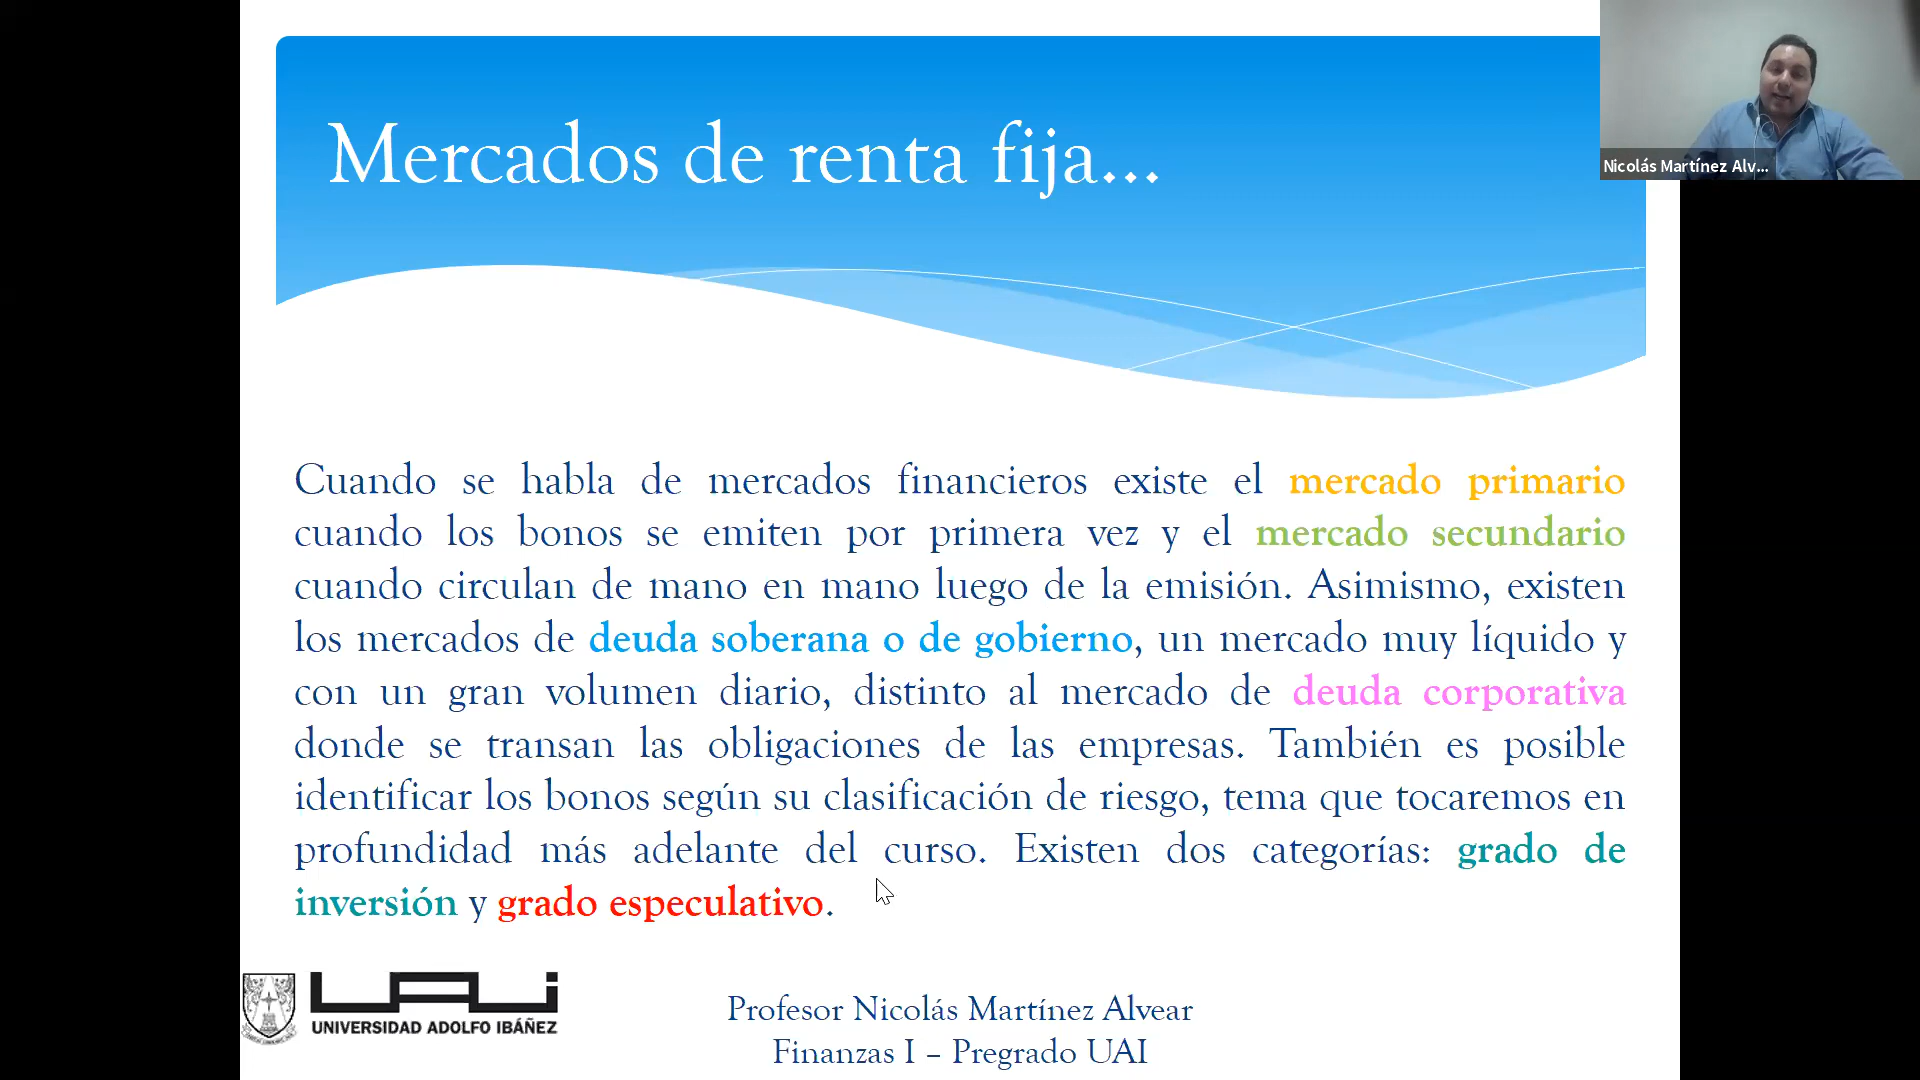 Mercados de renta fija...
Nicolás Martínez Alv...
Cuando se habla de mercados financieros existe el mercado primario
cuando los bonos se emiten por primera vez y el mercado secundario
cuando circulan de mano en mano luego de la emisión. Asimismo, existen
los mercados de deuda soberana o de gobierno, un mercado muy líquido y
con un gran volumen diario, distinto al mercado de deuda corporativa
donde se transan las obligaciones de las empresas. También es posible
identificar los bonos según su clasificación de riesgo, tema que tocaremos en
profundidad más adelante del curso. Existen dos categorías: grado de
inversión y grado especulativo.
UAi
UNIVERSIDAD ADOLFO IBÁÑEZ
Profesor Nicolás Martínez Alvear
Finanzas I – Pregrado UAI